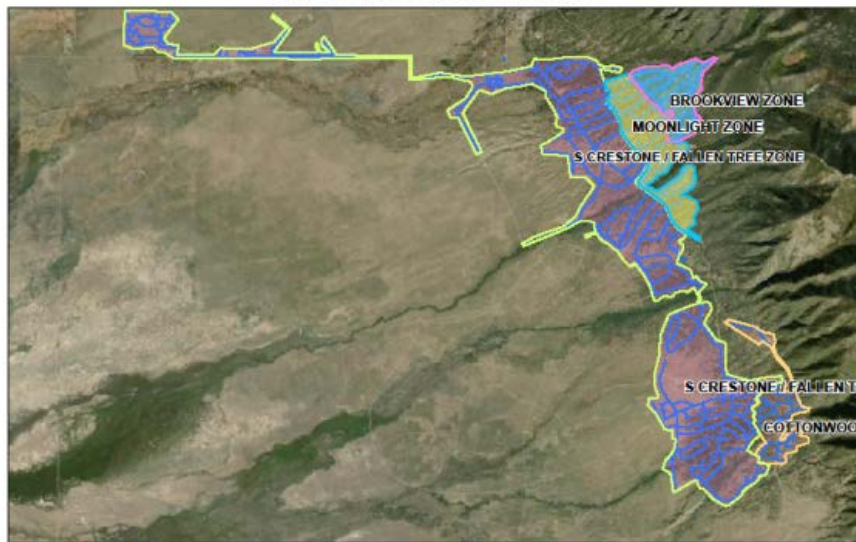 BROOKVIEW ZONE
MOONLIGHT ZONE
S CRESTONE / FALLEN TREE ZONE
S CRESTONE / FALLEN T
COTTONWOO